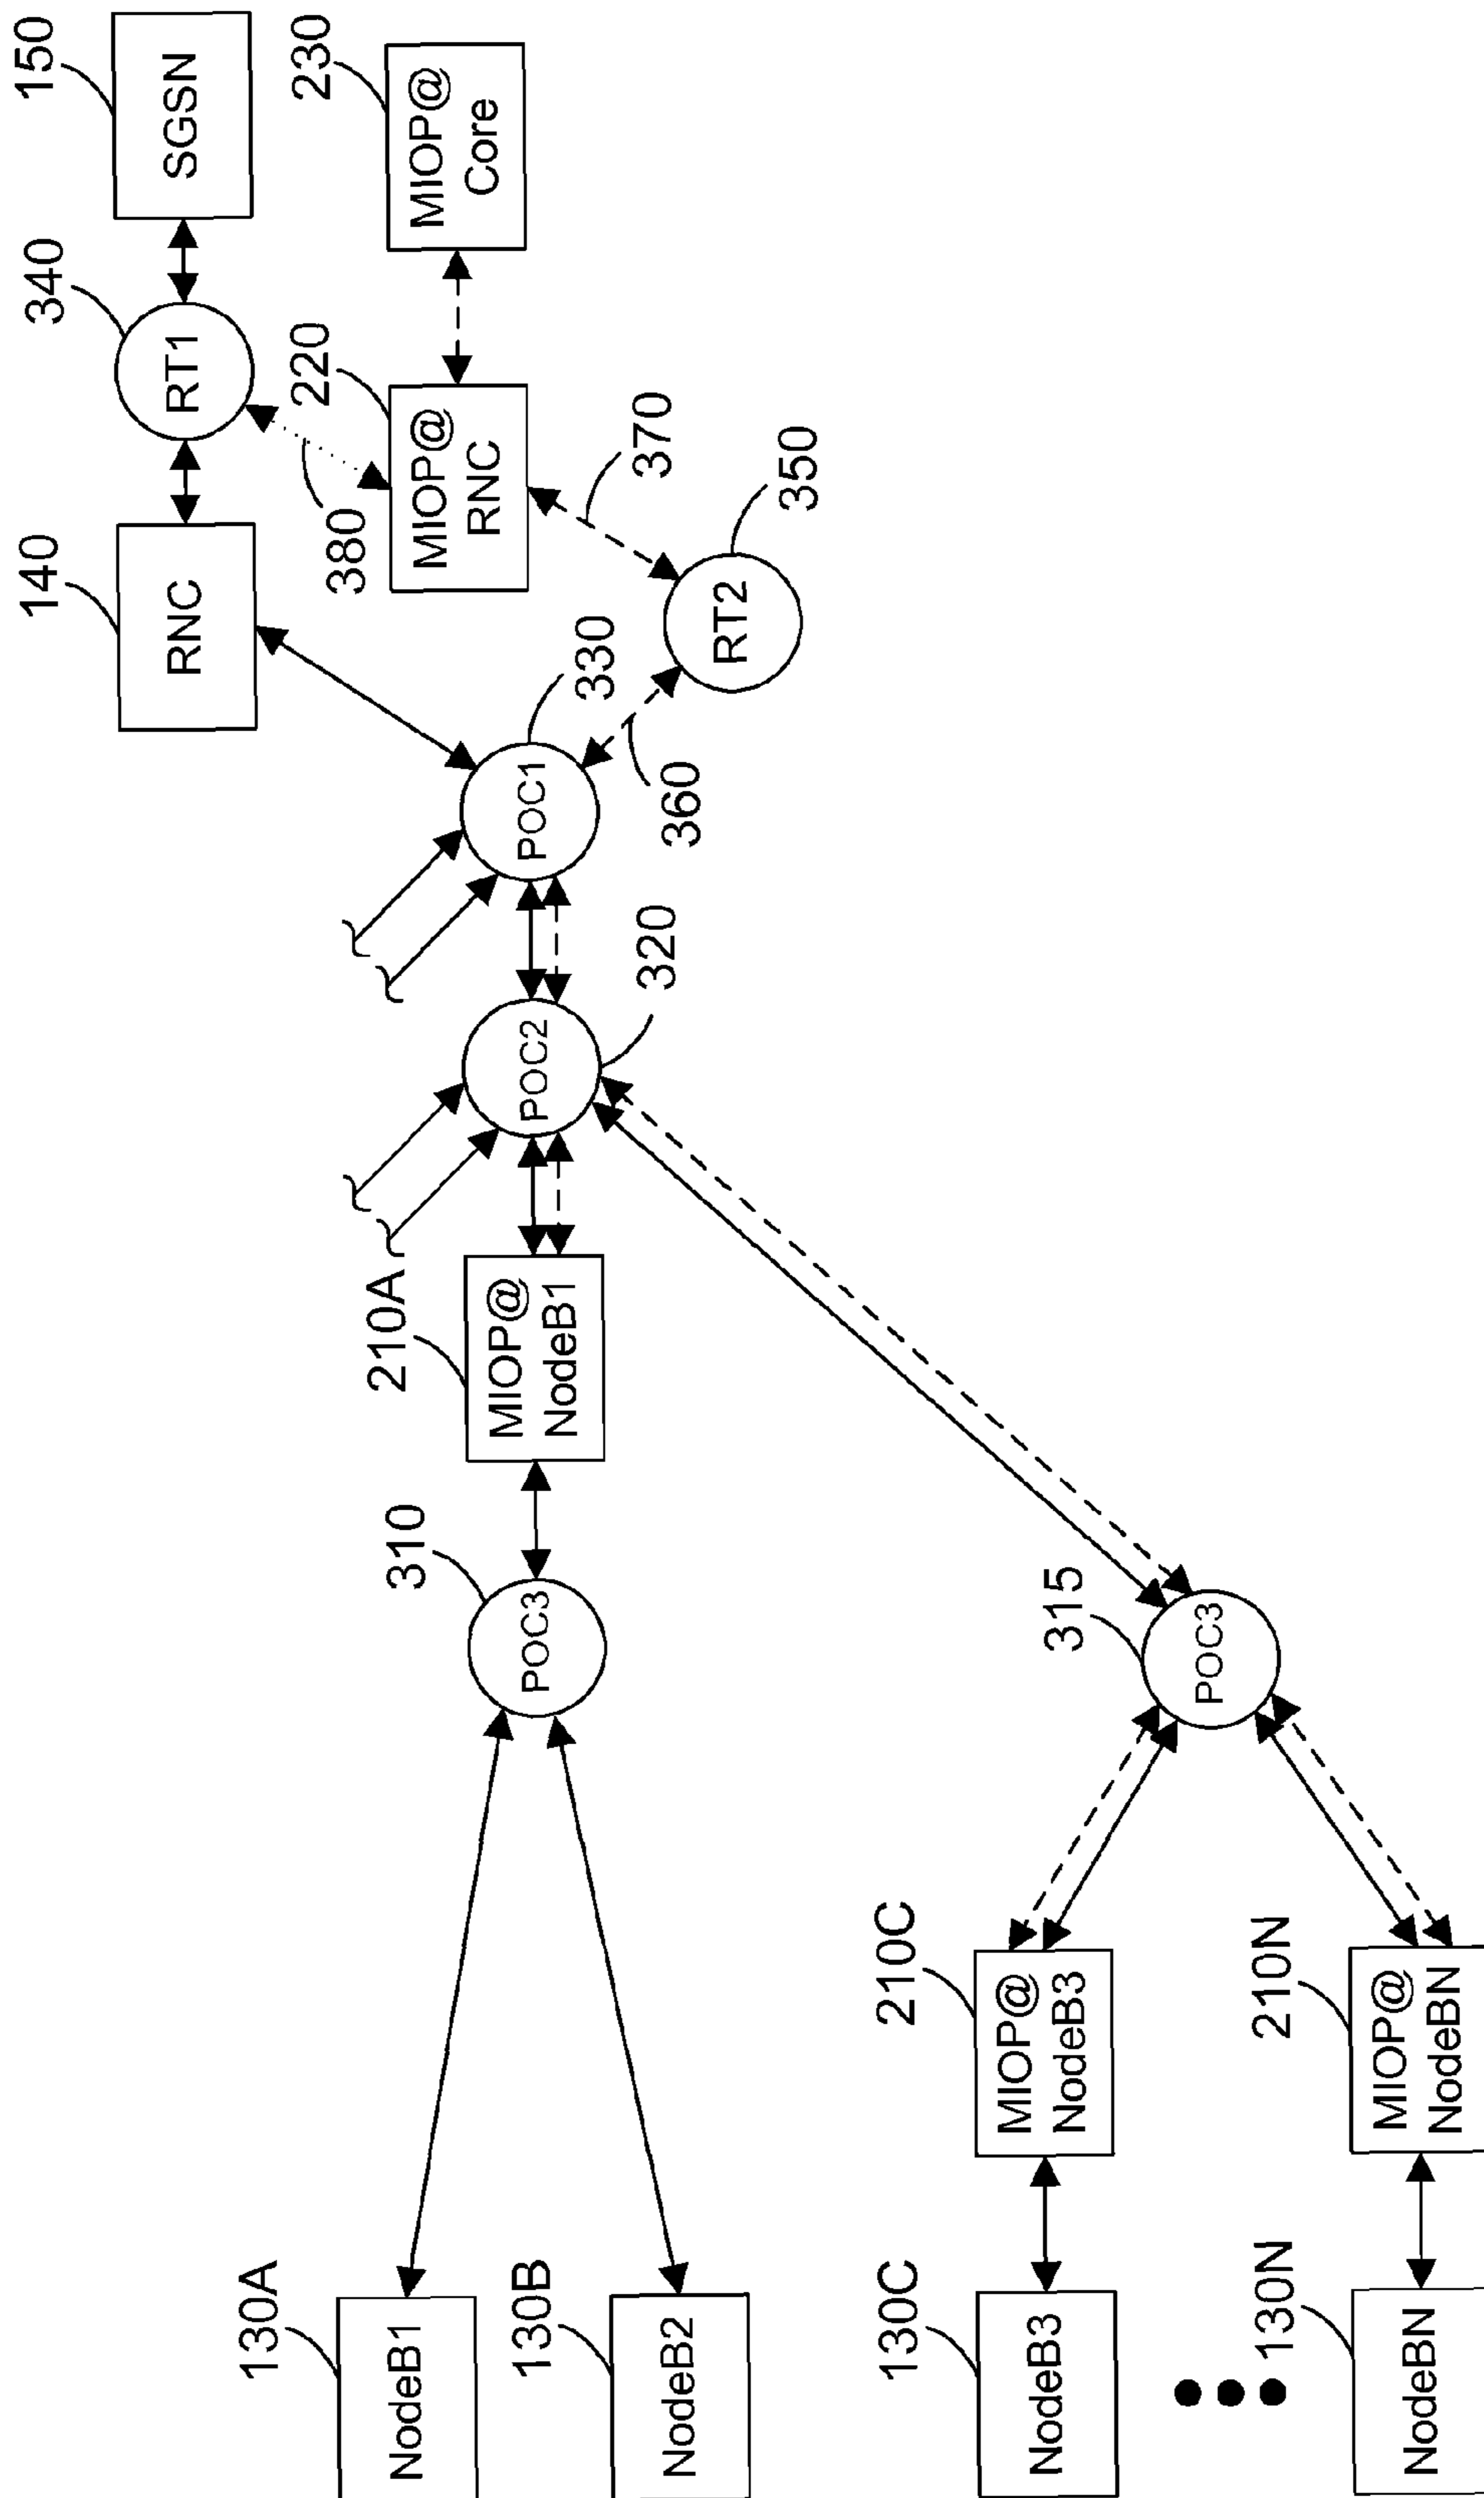 130A
NodeB1
130B
NodeB2
130C
NodeB3
130N
NodeBN
210C
MIOP@
NodeB3
210N
MIOP@
NodeBN
310
POC3
315
POC3
210A
MIOP@
NodeB1
POC2
320
POC1
330
360
140
RNC
380
220
MIOP@
RNC
370
RT2
350
340
RT1
150
SGSN
230
MIOP@
Core